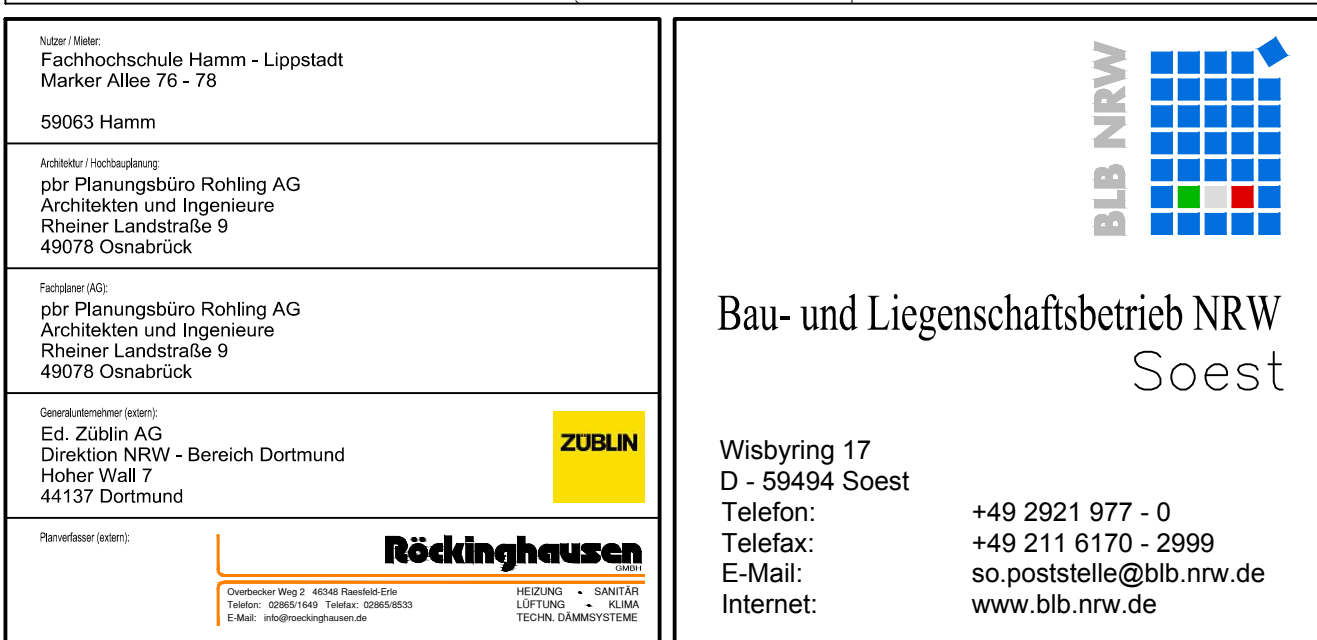 Nutzer / Mieter:
Fachhochschule Hamm - Lippstadt
Marker Allee 76 - 78
59063 Hamm
Architektur / Hochbauplanung:
pbr Planungsbüro Rohling AG
Architekten und Ingenieure
Rheiner Landstraße 9
49078 Osnabrück
Fachplaner (AG):
pbr Planungsbüro Rohling AG
Architekten und Ingenieure
Rheiner Landstraße 9
49078 Osnabrück
Generalunternehmer (extern):
Ed. Züblin AG
Direktion NRW - Bereich Dortmund
Hoher Wall 7
44137 Dortmund
ZÜBLIN
Planverfasser (extern):
Röckinghausen
GMBH
Overbecker Weg 2 46348 Raesfeld-Erle
Telefon: 02865/1649 Telefax: 02865/8533
E-Mail: info@roeckinghausen.de
HEIZUNG - SANITÄR
LÜFTUNG - KLIMA
TECHN. DÄMMSYSTEME
BLB NRW
Bau- und Liegenschaftsbetrieb NRW
Soest
Wisbyring 17
D - 59494 Soest
Telefon: +49 2921 977 - 0
Telefax: +49 211 6170 - 2999
E-Mail: so.poststelle@blb.nrw.de
Internet: www.blb.nrw.de